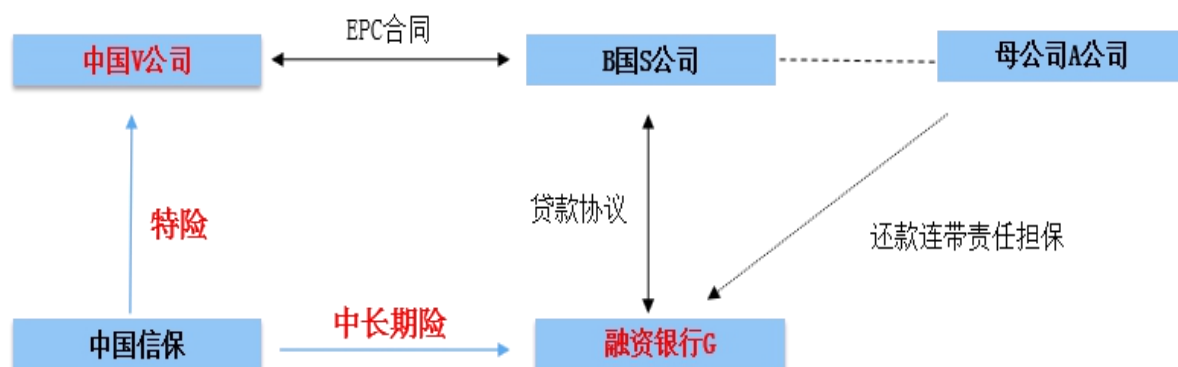 EPC合同
中国V公司
B国S公司
母公司A公司
特险
贷款协议
还款连带责任担保
中国信保
中长期险
融资银行G